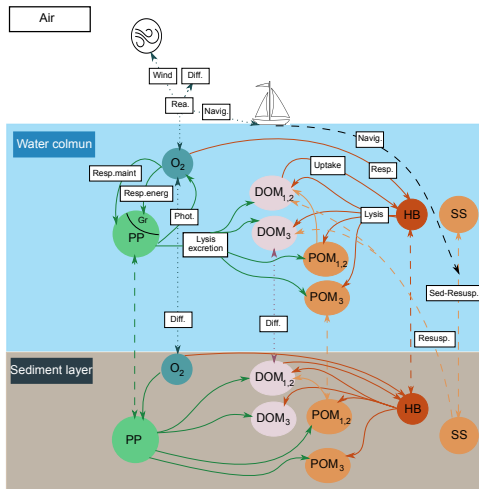 Air
Wind
Diff.
Rea.
Navig.
Water colmun
Navig.
O2
Uptake
Resp.
Resp.maint
Resp.energ
DOM1,2
Gr
Phot.
Lysis
HB
SS
PP
Lysis
excretion
DOM3
POM1,2
Sed-Resusp.
POM3
Diff.
Diff.
Resusp.
Sediment layer
O2
DOM1,2
HB
DOM3
POM1,2
PP
SS
POM3